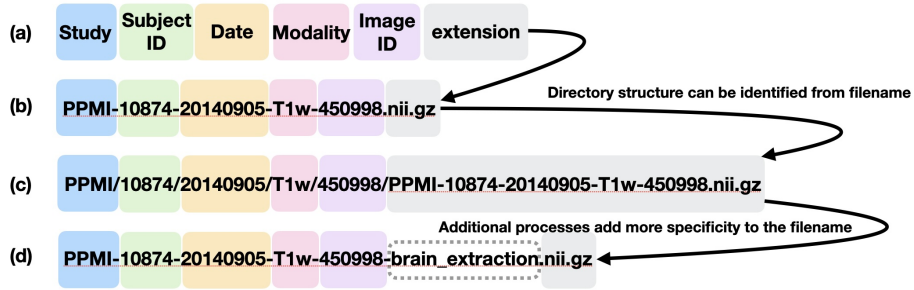 (a) Study Subject ID Date Modality Image ID extension
(b) PPMI-10874-20140905-T1w-450998.nii.gz
Directory structure can be identified from filename
(c) PPMI/10874/20140905/T1w/450998/PPMI-10874-20140905-T1w-450998.nii.gz
Additional processes add more specificity to the filename
(d) PPMI-10874-20140905-T1w-450998-brain_extraction.nii.gz